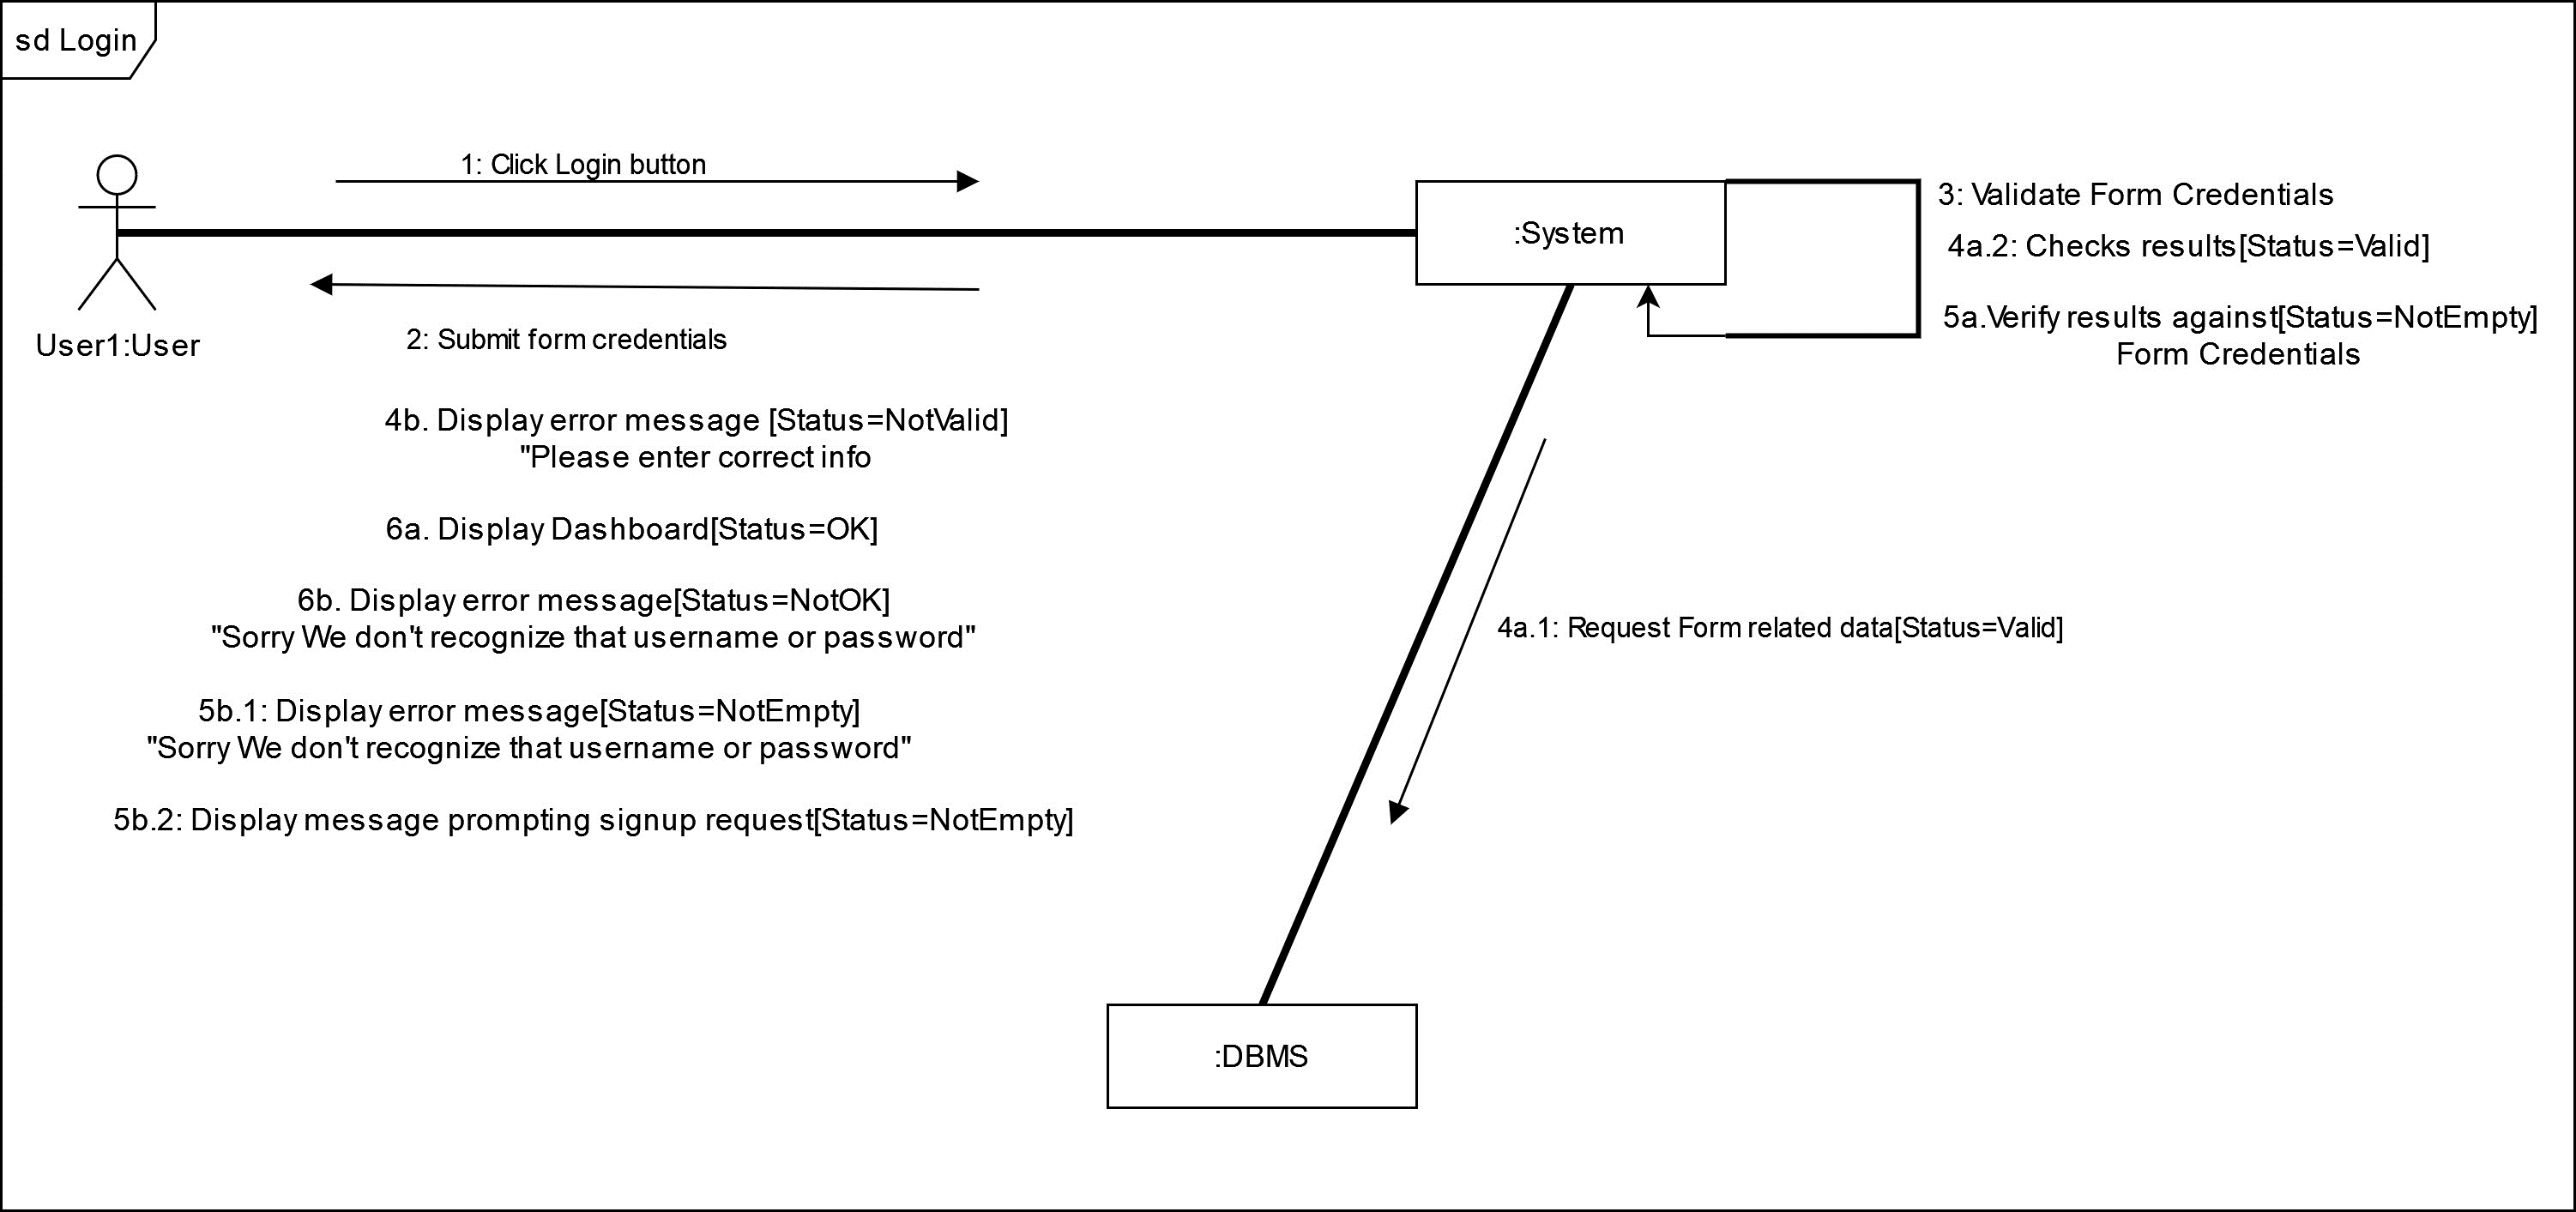 sd Login
1: Click Login button
:System
3: Validate Form Credentials
4a.2: Checks results[Status=Valid]
5a.Verify results against[Status=NotEmpty]
Form Credentials
User1:User
2: Submit form credentials
4b. Display error message [Status=NotValid]
"Please enter correct info
6a. Display Dashboard[Status=OK]
6b. Display error message[Status=NotOK]
"Sorry We don't recognize that username or password"
4a.1: Request Form related data[Status=Valid]
5b.1: Display error message[Status=NotEmpty]
"Sorry We don't recognize that username or password"
5b.2: Display message prompting signup request[Status=NotEmpty]
:DBMS